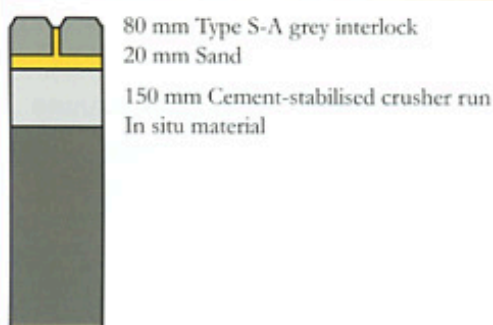 80 mm Type S-A grey interlock
20 mm Sand
150 mm Cement-stabilised crusher run
In situ material